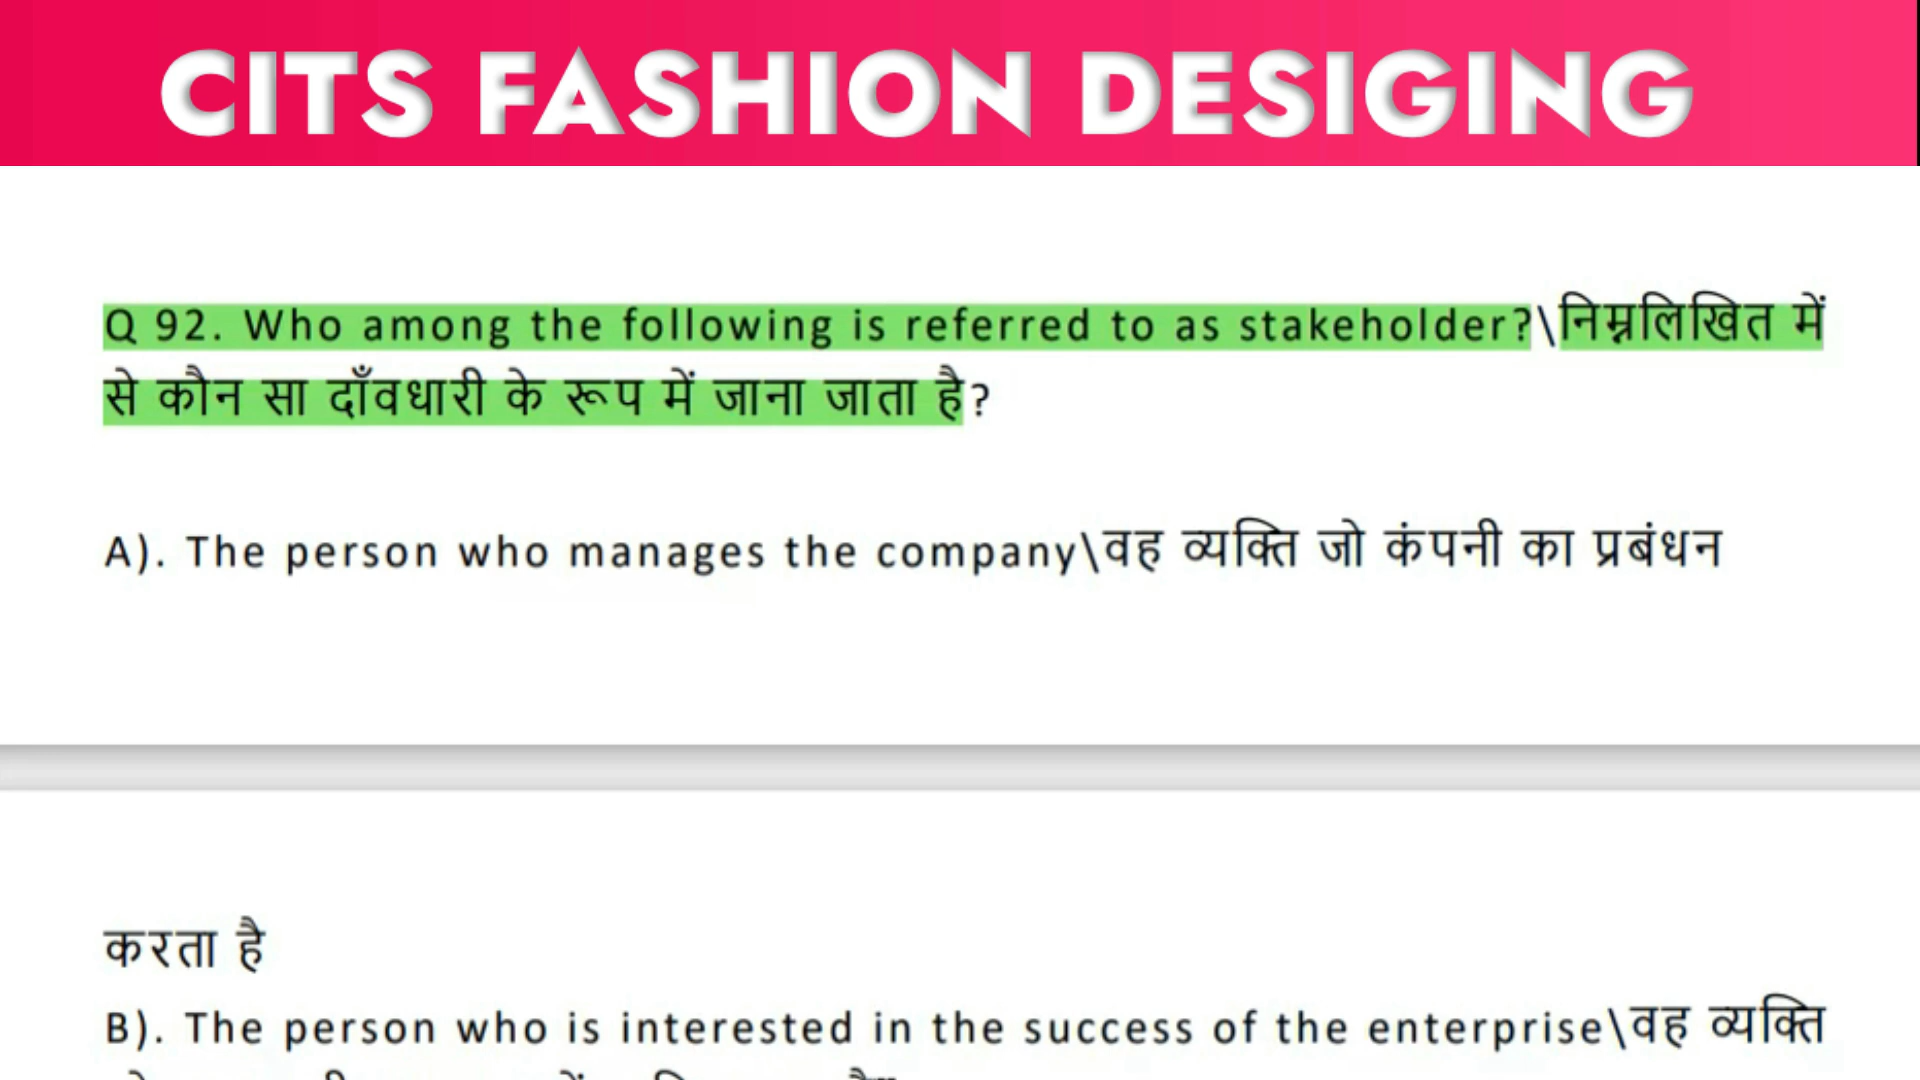 CITS FASHION DESIGING
Q 92. Who among the following is referred to as stakeholder?\निम्नलिखित में
से कौन सा दाँवधारी के रूप में जाना जाता है?
A). The person who manages the company\वह व्यक्ति जो कंपनी का प्रबंधन
करता है
B). The person who is interested in the success of the enterprise\वह व्यक्ति